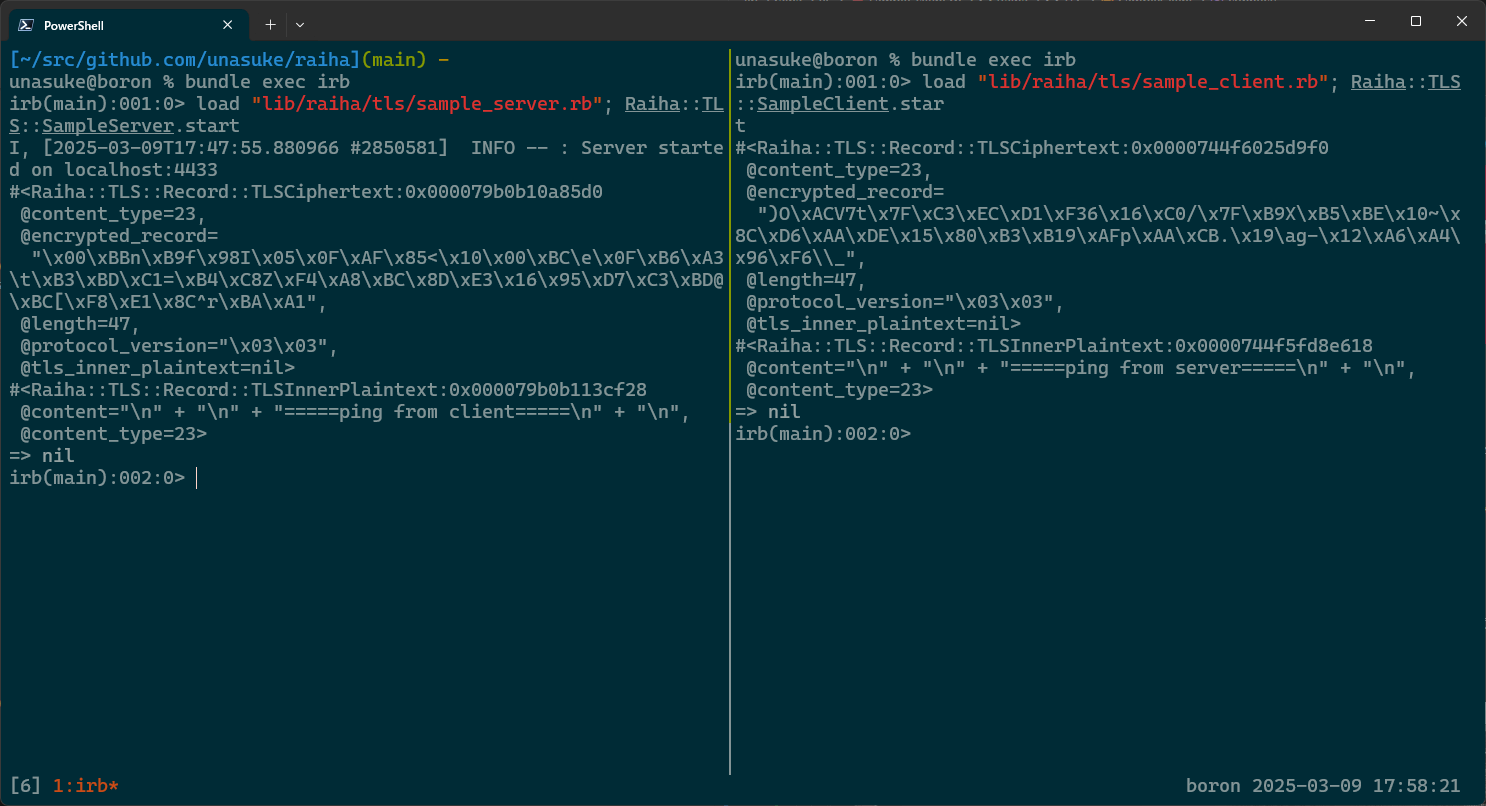 PowerShell
[~/src/github.com/unasuke/raiha](main) -
unasuke@boron % bundle exec irb
irb(main):001:0> load "lib/raiha/tls/sample_server.rb"; Raiha::TL
S::SampleServer.start
I, [2025-03-09T17:47:55.880966 #2850581]  INFO -- : Server starte
d on localhost:4433
#<Raiha::TLS::Record::TLSCiphertext:0x000079b0b10a85d0
 @content_type=23,
 @encrypted_record=
  "\x00\xBBn\xB9f\x98I\x05\x0F\xAF\x85<\x10\x00\xBC\e\x0F\xB6\xA3
\t\xB3\xBD\xC1=\xB4\xC8Z\xF4\xA8\xBC\x8D\xE3\x16\x95\xD7\xC3\xBD@
\xBC[\xF8\xE1\x8C^r\xBA\xA1",
 @length=47,
 @protocol_version="\x03\x03",
 @tls_inner_plaintext=nil>
#<Raiha::TLS::Record::TLSInnerPlaintext:0x000079b0b113cf28
 @content="\n" + "\n" + "=====ping from client=====\n" + "\n",
 @content_type=23>
=> nil
irb(main):002:0>
unasuke@boron % bundle exec irb
irb(main):001:0> load "lib/raiha/tls/sample_client.rb"; Raiha::TLS
::SampleClient.star
t
#<Raiha::TLS::Record::TLSCiphertext:0x0000744f6025d9f0
 @content_type=23,
 @encrypted_record=
  ")O\xACV7t\x7F\xC3\xEC\xD1\xF36\x16\xC0/\x7F\xB9X\xB5\xBE\x10~\x
8C\xD6\xAA\xDE\x15\x80\xB3\xB19\xAFp\xAA\xCB.\x19\ag-\x12\xA6\xA4\
x96\xF6\\_",
 @length=47,
 @protocol_version="\x03\x03",
 @tls_inner_plaintext=nil>
#<Raiha::TLS::Record::TLSInnerPlaintext:0x0000744f5fd8e618
 @content="\n" + "\n" + "=====ping from server=====\n" + "\n",
 @content_type=23>
=> nil
irb(main):002:0>
[6] 1:irb*
boron 2025-03-09 17:58:21